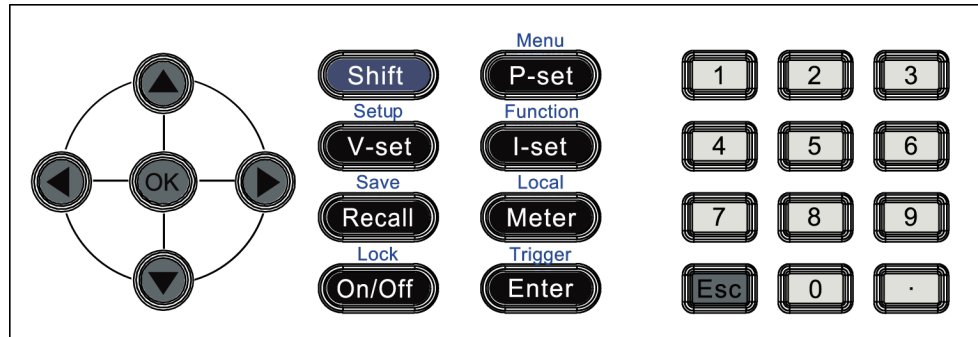 Menu
Shift P-set 1 2 3
Setup Function
V-set I-set 4 5 6
Save Local
OK
Recall Meter 7 8 9
Lock Trigger
On/Off Enter Esc 0 .